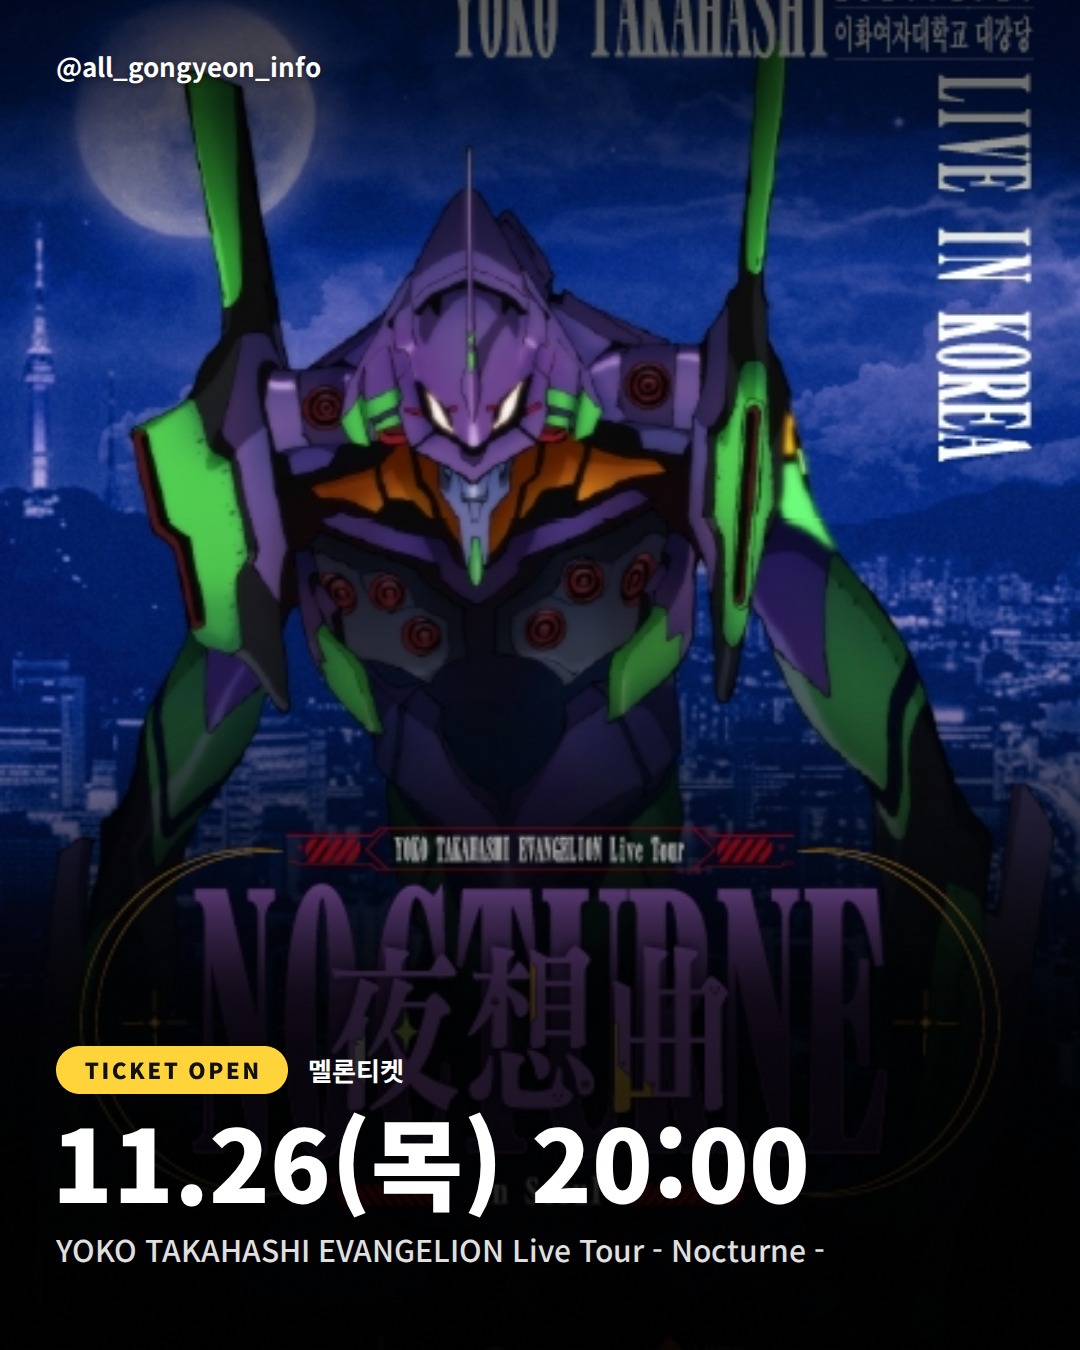 YOKO TAKAHASHI
이화여자대학교 대강당
@all_gongyeon_info
LIVE IN KOREA
YOKO TAKAHASHI EVANGELION Live Tour
NOCTURNE
夜想曲
TICKET OPEN 멜론티켓
11.26(목) 20:00
YOKO TAKAHASHI EVANGELION Live Tour - Nocturne -